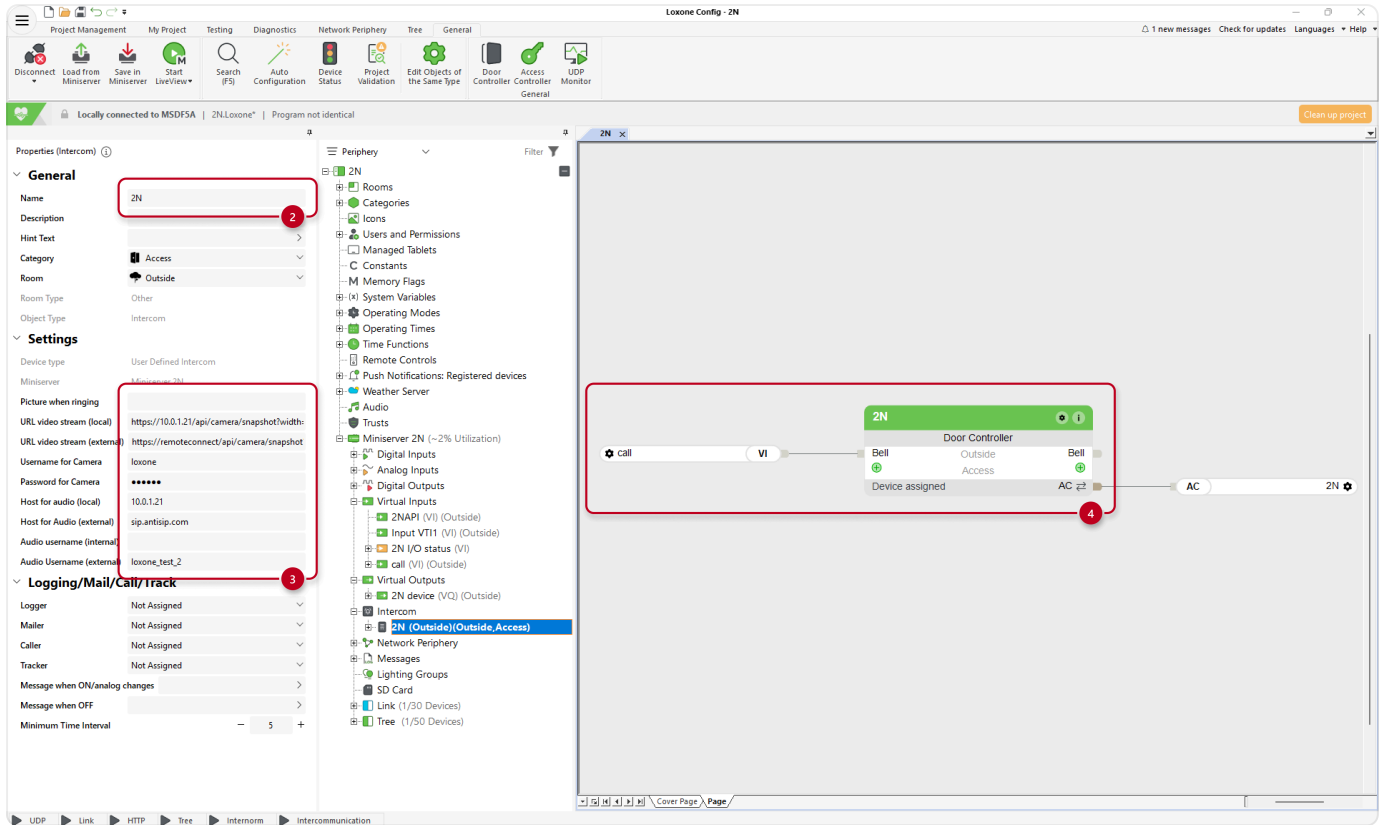 Loxone Config - 2N
Project Management My Project Testing Diagnostics Network Periphery Tree General
1 new messages Check for updates Languages Help
Disconnect
Load from Miniserver
Save in Miniserver
Start LiveView
Search (F5)
Auto Configuration
Device Status
Project Validation
Edit Objects of the Same Type
Door Controller
Access Controller
UDP Monitor
General
Locally connected to MSDF5A | 2N.Loxone* | Program not identical
Clean up project
Properties (Intercom)
General
Name 2N
2
Description
Hint Text
Category Access
Room Outside
Room Type Other
Object Type Intercom
Settings
Device type User Defined Intercom
Miniserver Miniserver 2N
Picture when ringing
URL video stream (local) https://10.0.1.21/api/camera/snapshot?width=
URL video stream (external) https://remoteconnect/api/camera/snapshot
Username for Camera loxone
Password for Camera ●●●●●●
Host for audio (local) 10.0.1.21
Host for Audio (external) sip.antisip.com
Audio username (internal)
Audio Username (external) loxone_test_2
3
Logging/Mail/Call/Track
Logger Not Assigned
Mailer Not Assigned
Caller Not Assigned
Tracker Not Assigned
Message when ON/analog changes
Message when OFF
Minimum Time Interval − 5 +
Periphery Filter
2N
Rooms
Categories
Icons
Users and Permissions
Managed Tablets
C Constants
M Memory Flags
(x) System Variables
Operating Modes
Operating Times
Time Functions
Remote Controls
Push Notifications: Registered devices
Weather Server
Audio
Trusts
Miniserver 2N (~2% Utilization)
Digital Inputs
Analog Inputs
Digital Outputs
Virtual Inputs
2NAPI (VI) (Outside)
Input VTI1 (VI) (Outside)
2N I/O status (VI)
call (VI) (Outside)
Virtual Outputs
2N device (VQ) (Outside)
Intercom
2N (Outside)(Outside,Access)
Network Periphery
Messages
Lighting Groups
SD Card
Link (1/30 Devices)
Tree (1/50 Devices)
2N x
call VI
2N
Door Controller
Bell Outside Bell
Access
Device assigned AC
AC 2N
4
Cover Page Page
UDP Link HTTP Tree Internorm Intercommunication